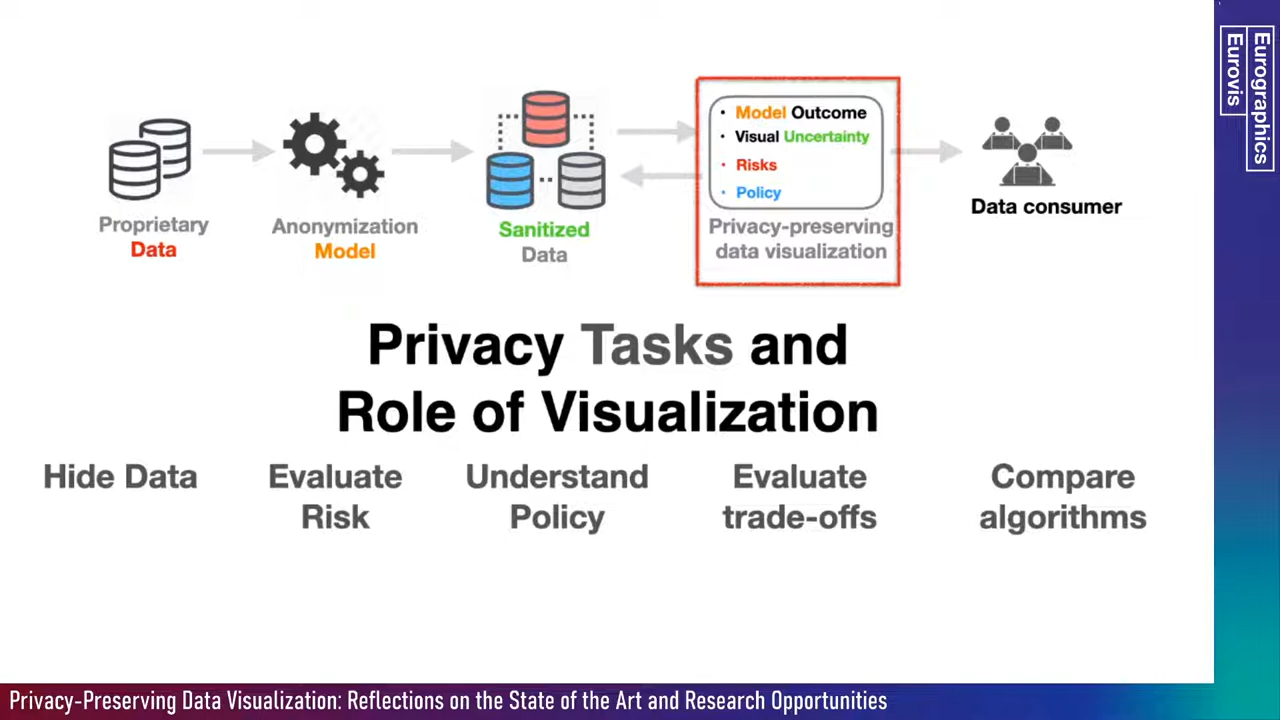 Proprietary
Data
Anonymization
Model
Sanitized
Data
• Model Outcome
• Visual Uncertainty
• Risks
• Policy
Privacy-preserving
data visualization
Data consumer
Privacy Tasks and
Role of Visualization
Hide Data
Evaluate
Risk
Understand
Policy
Evaluate
trade-offs
Compare
algorithms
Eurographics
Eurovis
Privacy-Preserving Data Visualization: Reflections on the State of the Art and Research Opportunities